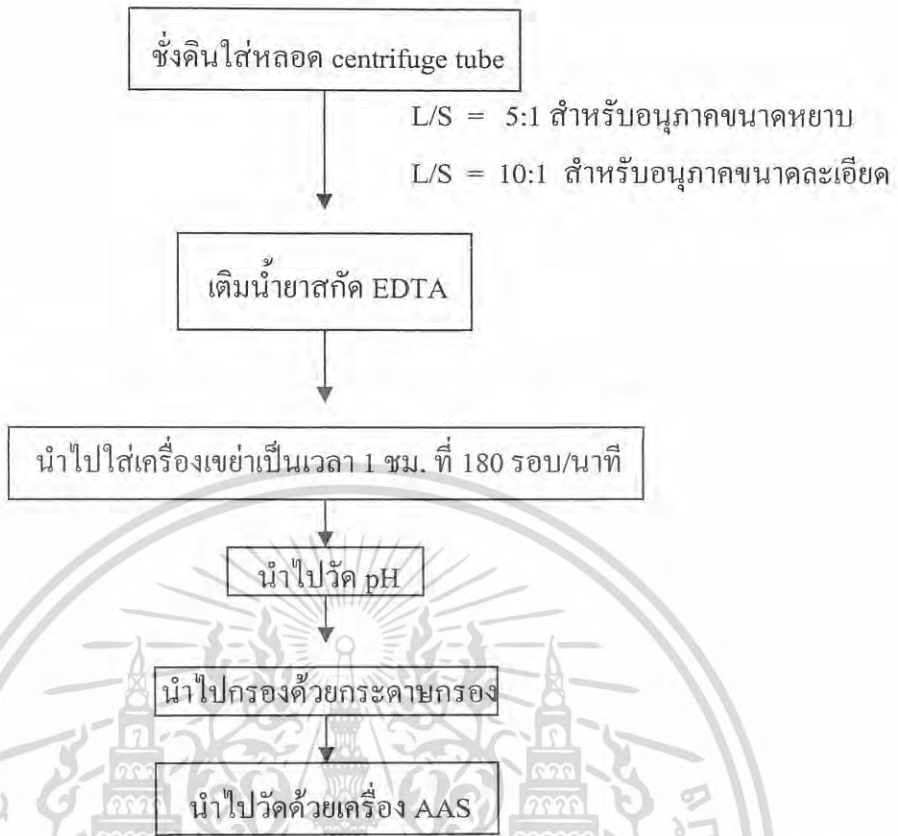 ชั่งดินใส่หลอด centrifuge tube
L/S = 5:1 สำหรับอนุภาคขนาดหยาบ
L/S = 10:1 สำหรับอนุภาคขนาดละเอียด
เติมน้ำยาสกัด EDTA
นำไปใส่เครื่องเขย่าเป็นเวลา 1 ชม. ที่ 180 รอบ/นาที
นำไปวัด pH
นำไปกรองด้วยกระดาษกรอง
นำไปวัดด้วยเครื่อง AAS